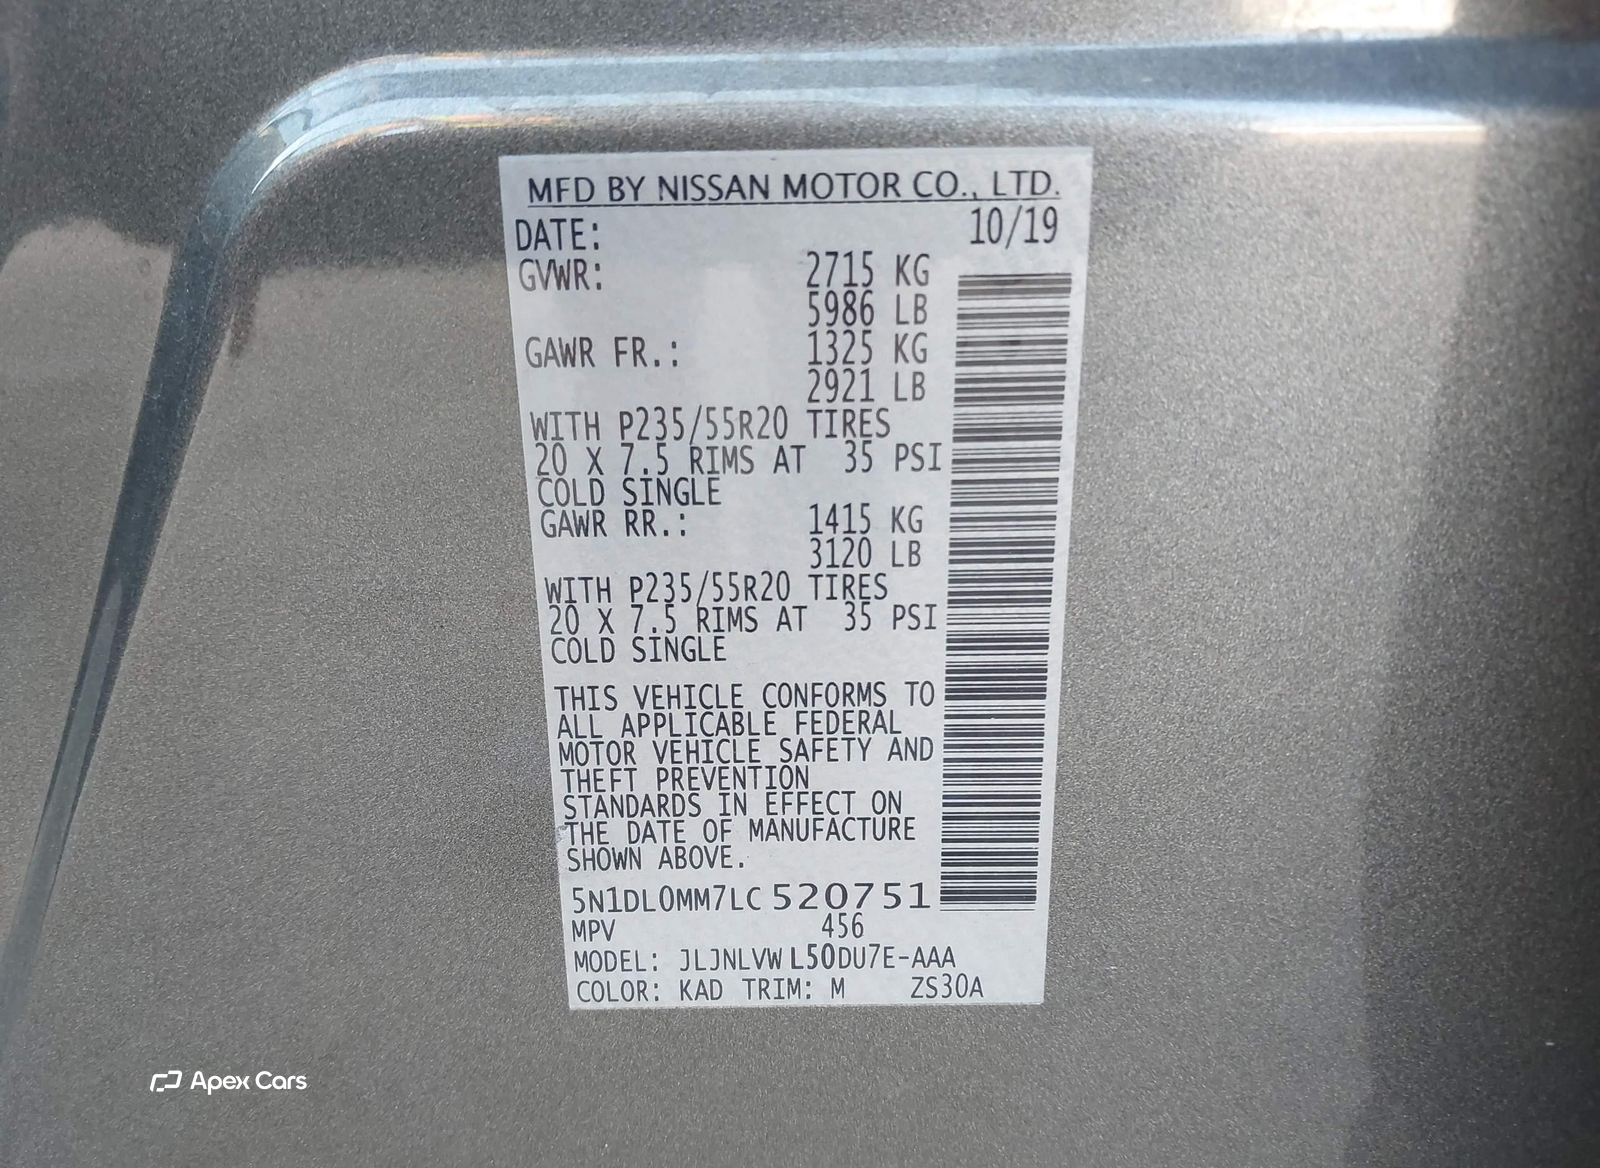 MFD BY NISSAN MOTOR CO., LTD.
DATE: 10/19
GVWR: 2715 KG
5986 LB
GAWR FR.: 1325 KG
2921 LB
WITH P235/55R20 TIRES
20 X 7.5 RIMS AT 35 PSI
COLD SINGLE
GAWR RR.: 1415 KG
3120 LB
WITH P235/55R20 TIRES
20 X 7.5 RIMS AT 35 PSI
COLD SINGLE
THIS VEHICLE CONFORMS TO
ALL APPLICABLE FEDERAL
MOTOR VEHICLE SAFETY AND
THEFT PREVENTION
STANDARDS IN EFFECT ON
THE DATE OF MANUFACTURE
SHOWN ABOVE.
5N1DL0MM7LC 520751
MPV 456
MODEL: JLJNLVW L50DU7E-AAA
COLOR: KAD TRIM: M ZS30A
Apex Cars